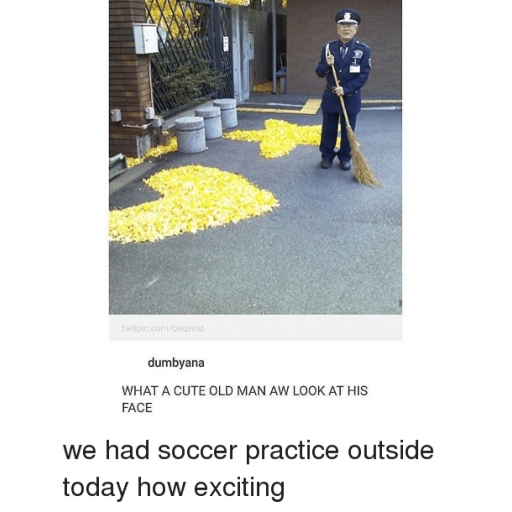 twitpic.com/beqemz
dumbyana
WHAT A CUTE OLD MAN AW LOOK AT HIS
FACE
we had soccer practice outside
today how exciting